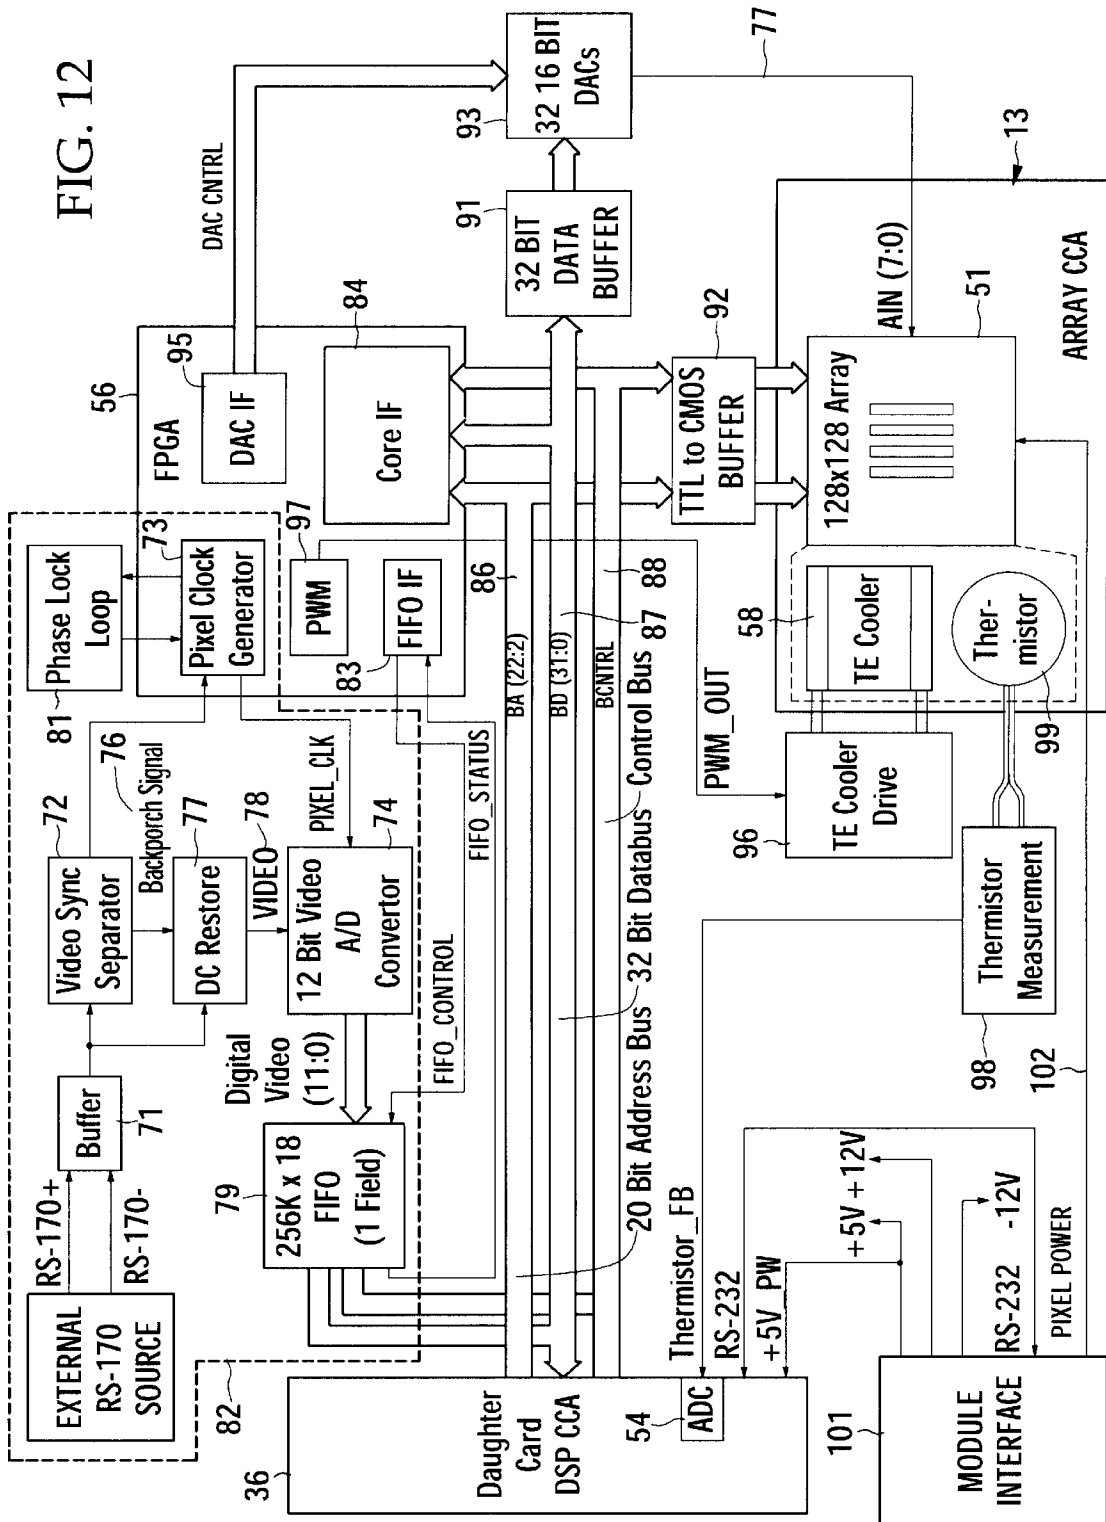 FIG. 12
EXTERNAL
RS-170
SOURCE
RS-170+
RS-170-
Buffer
71
72
Video Sync
Separator
76
Backporch Signal
77
DC Restore
78
VIDEO
12 Bit Video
A/D
Convertor
74
PIXEL_CLK
Digital
Video
(11:0)
79
256K x 18
FIFO
(1 Field)
FIFO_CONTROL
FIFO_STATUS
82
81
Phase Lock
Loop
73
Pixel Clock
Generator
56
FPGA
95
DAC IF
DAC CNTRL
97
PWM
83
FIFO IF
84
Core IF
93
32 16 BIT
DACs
77
91
32 BIT
DATA
BUFFER
36
Daughter
Card
DSP CCA
54
ADC
86
BA (22:2)
BD (31:0)
87
BCNTRL
88
20 Bit Address Bus
32 Bit Databus
Control Bus
92
TTL to CMOS
BUFFER
PWM_OUT
13
AIN (7:0)
51
128x128 Array
ARRAY CCA
58
TE Cooler
Ther-
mistor
99
96
TE Cooler
Drive
98
Thermistor
Measurement
Thermistor_FB
RS-232
+5V PW
+5V
+12V
-12V
RS-232
PIXEL POWER
102
101
MODULE
INTERFACE